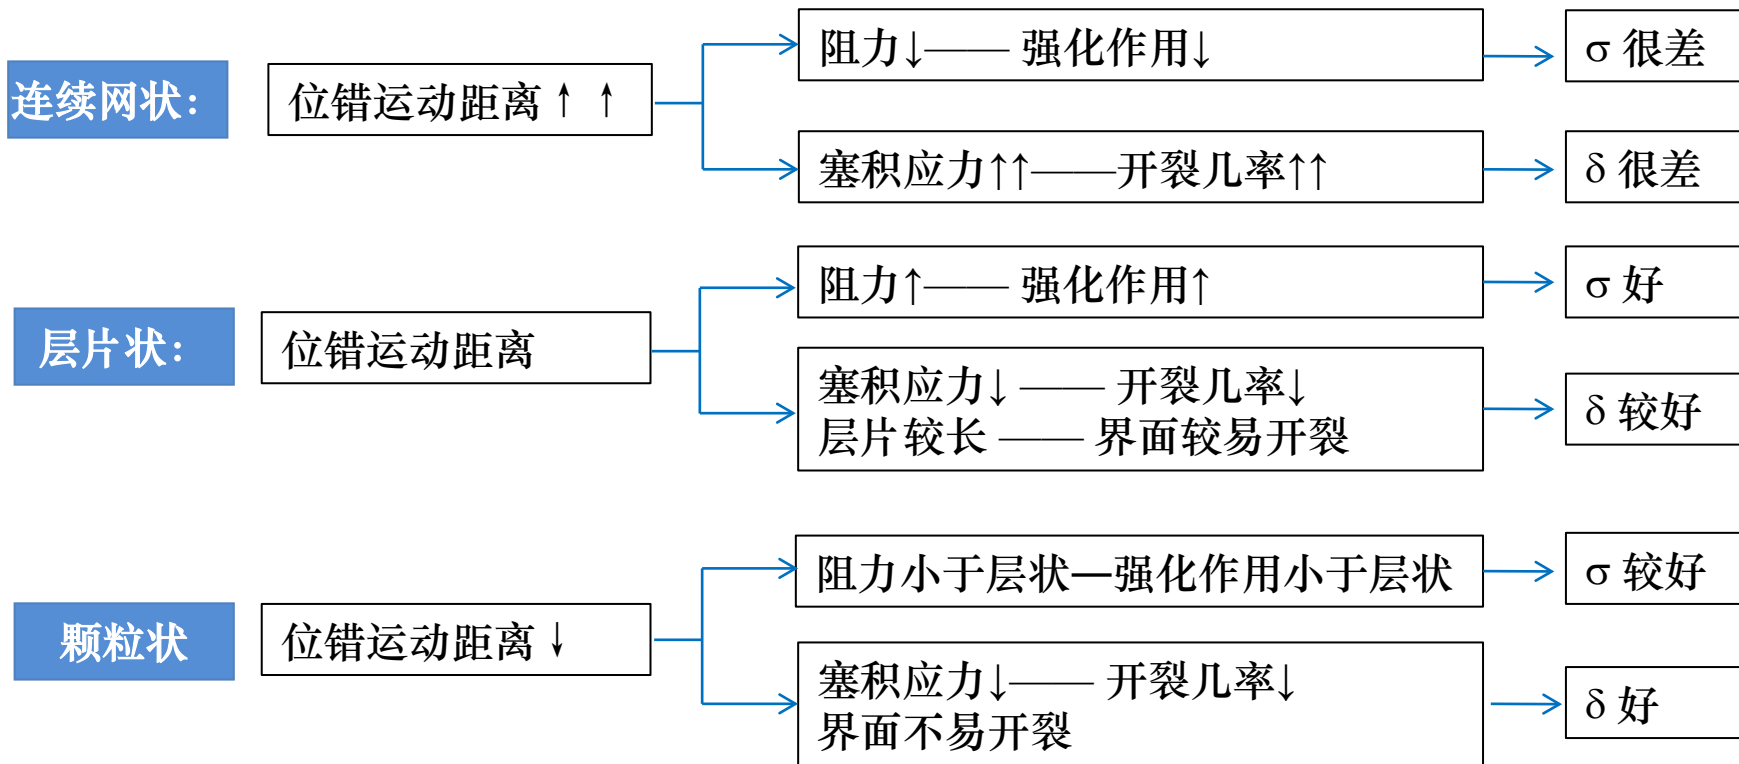 连续网状：
位错运动距离↑ ↑
阻力↓—— 强化作用↓
σ 很差
塞积应力↑↑——开裂几率↑↑
δ 很差
层片状：
位错运动距离
阻力↑—— 强化作用↑
σ 好
塞积应力↓ —— 开裂几率↓
层片较长 —— 界面较易开裂
δ 较好
颗粒状
位错运动距离↓
阻力小于层状—强化作用小于层状
σ 较好
塞积应力↓—— 开裂几率↓
界面不易开裂
δ 好